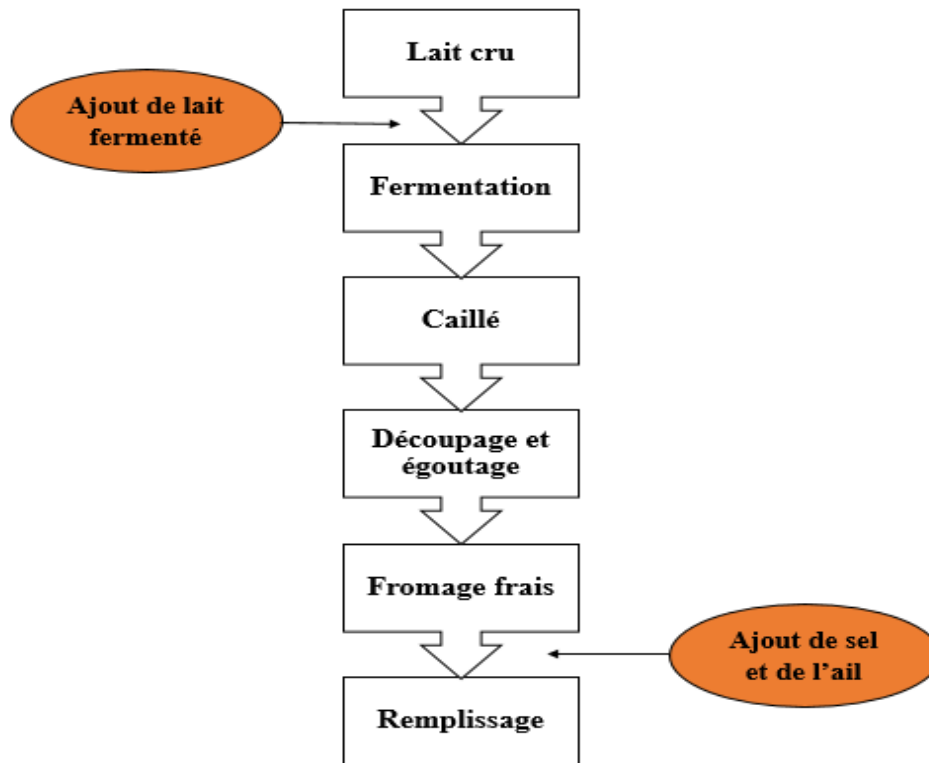 Lait cru
Ajout de lait
fermenté
Fermentation
Caillé
Découpage et
égoutage
Fromage frais
Ajout de sel
et de l’ail
Remplissage